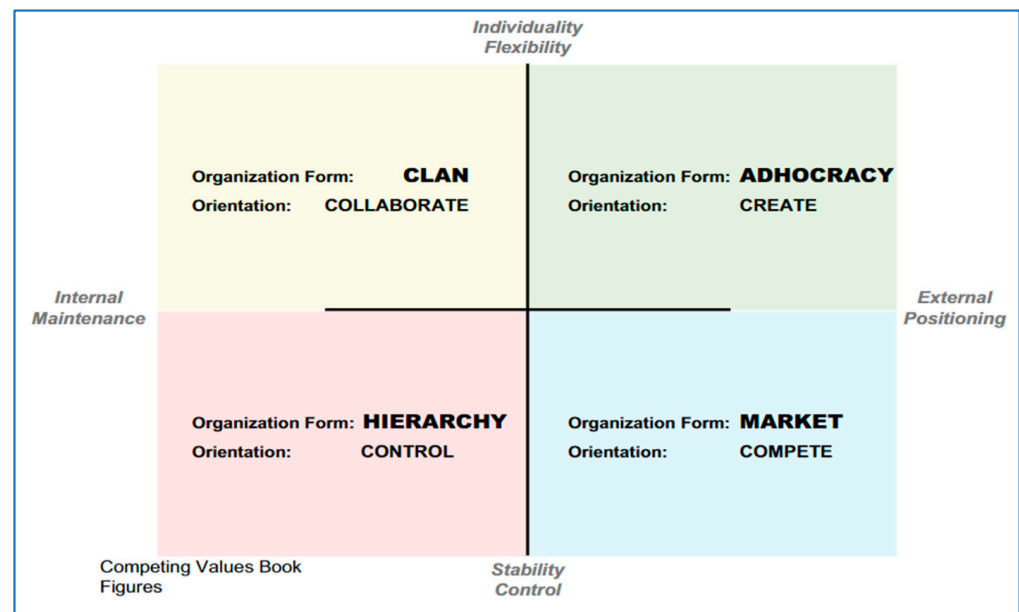 Individuality
Flexibility
Organization Form: CLAN
Orientation: COLLABORATE
Organization Form: ADHOCRACY
Orientation: CREATE
Internal
Maintenance
External
Positioning
Organization Form: HIERARCHY
Orientation: CONTROL
Organization Form: MARKET
Orientation: COMPETE
Competing Values Book
Figures
Stability
Control